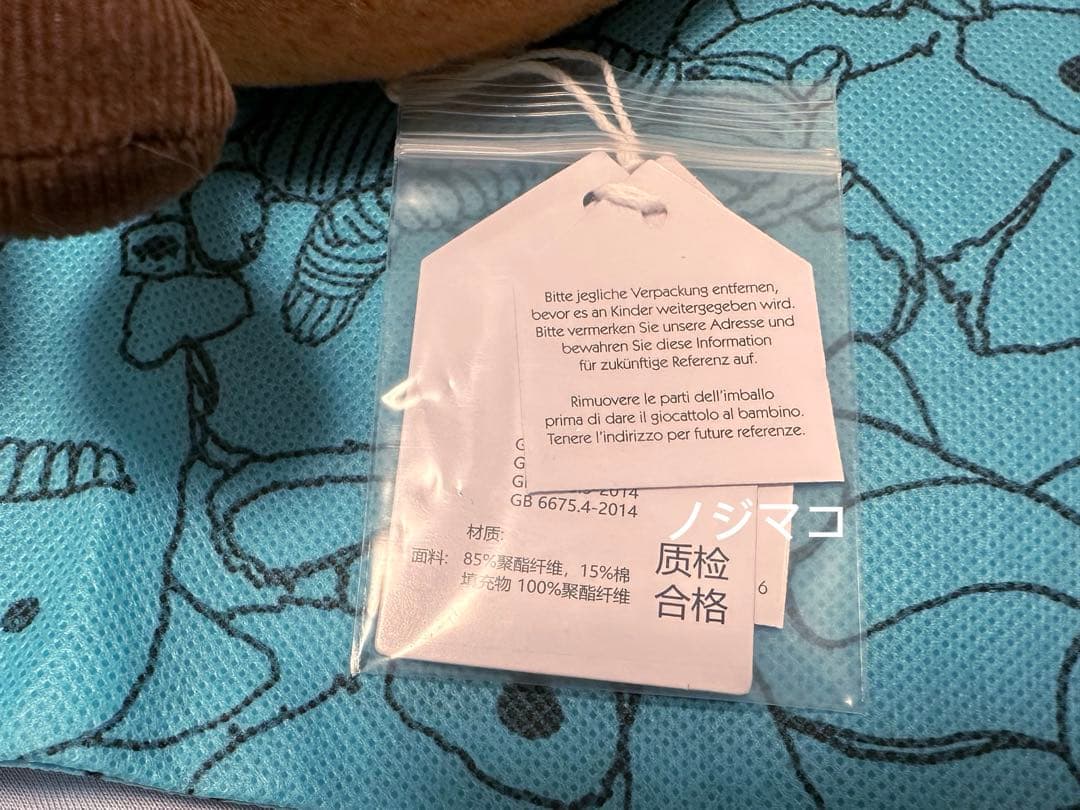 Bitte jegliche Verpackung entfernen,
bevor es an Kinder weitergegeben wird.
Bitte vermerken Sie unsere Adresse und
bewahren Sie diese Information
für zukünftige Referenz auf.
Rimuovere le parti dell'imballo
prima di dare il giocattolo al bambino.
Tenere l'indirizzo per future referenze.
G
G
GB
GB 6675.4-2014
ノジマコ
材质:
面料: 85%聚酯纤维, 15%棉
填充物 100%聚酯纤维
质检
合格
6